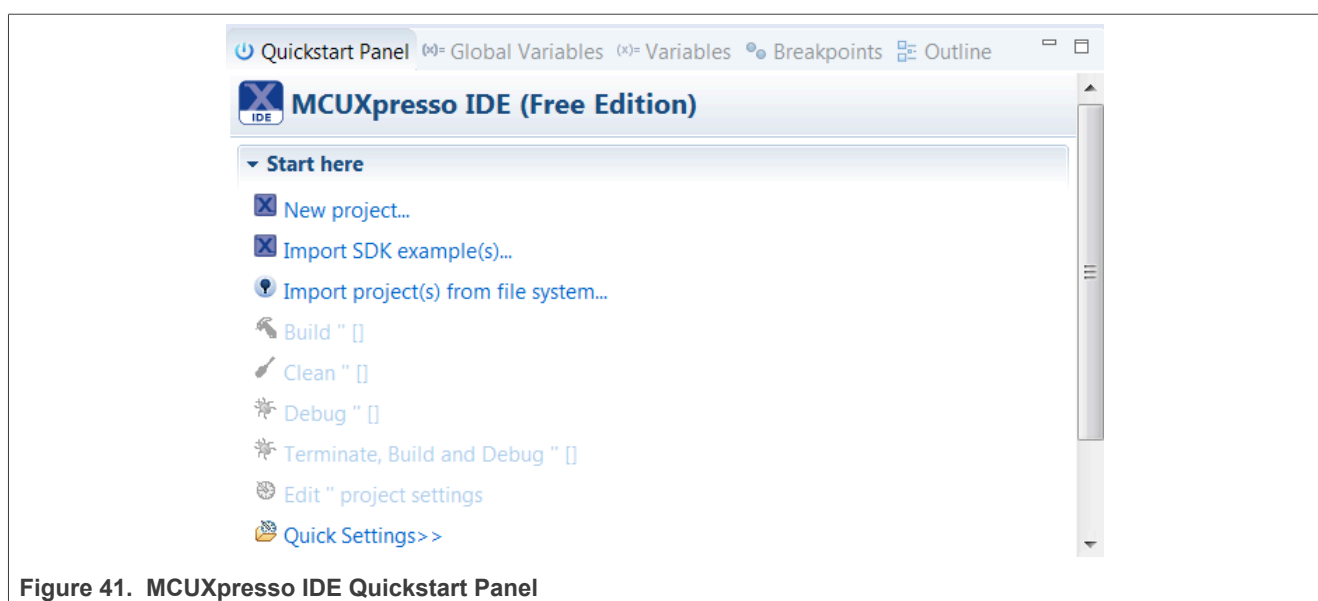 Quickstart Panel (x)= Global Variables (x)= Variables Breakpoints Outline
IDE
MCUXpresso IDE (Free Edition)
Start here
New project...
Import SDK example(s)...
Import project(s) from file system...
Build '' []
Clean '' []
Debug '' []
Terminate, Build and Debug '' []
Edit '' project settings
Quick Settings>>
Figure 41. MCUXpresso IDE Quickstart Panel